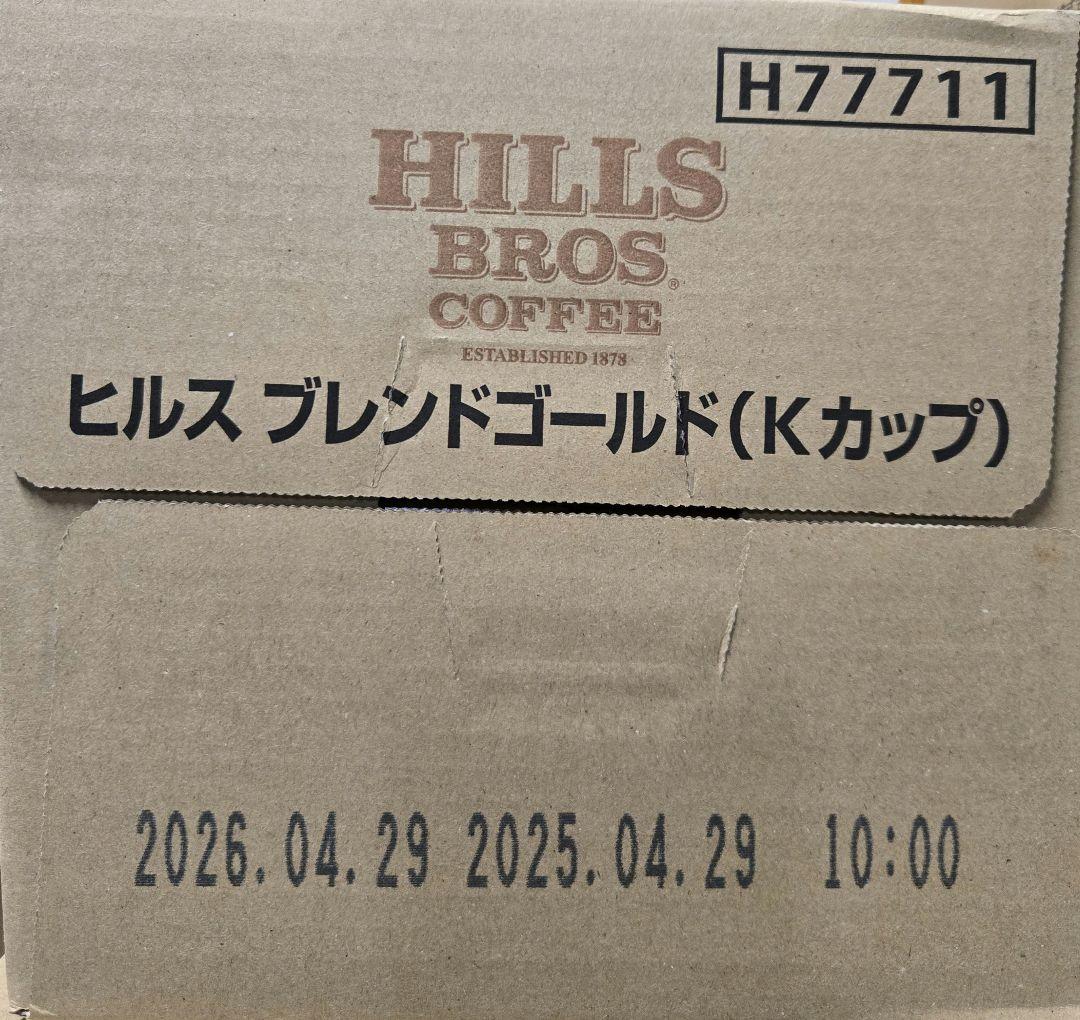 H77711
HILLS
BROS®
COFFEE
ESTABLISHED 1878
ヒルス ブレンドゴールド(Kカップ)
2026.04.29 2025.04.29 10:00